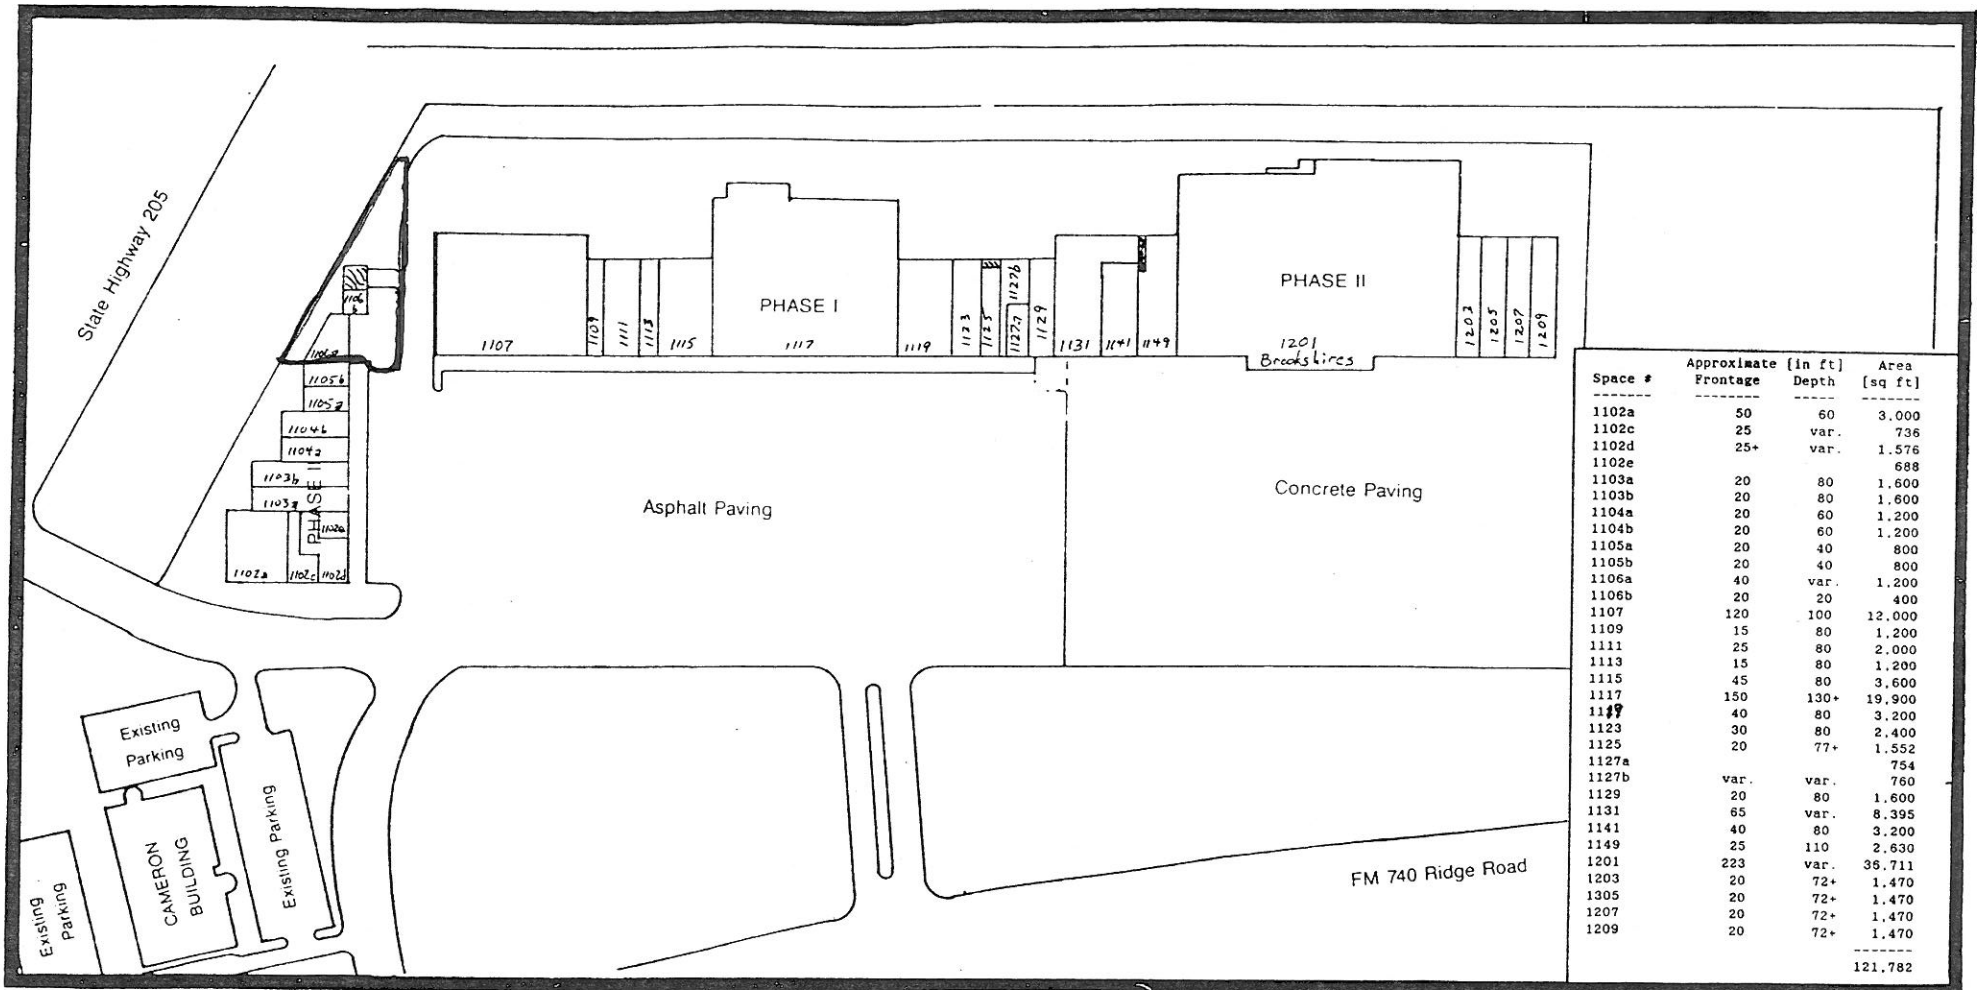 State Highway 205
1106
b
1106a
1105b
1105a
1104b
1104a
1103b
1103a
PHASE II
1102e
1102a
1102c
1102d
1107
1109
1111
1113
1115
PHASE I
1117
1119
1123
1125
1127b
1127a
1129
1131
1141
1149
PHASE II
1201
Brookshires
1203
1205
1207
1209
Asphalt Paving
Concrete Paving
Existing
Parking
CAMERON
BUILDING
Existing Parking
Existing
Parking
FM 740 Ridge Road
Approximate [in ft] Area
Space # Frontage Depth [sq ft]
------- --------- ----- -------
1102a 50 60 3.000
1102c 25 var. 736
1102d 25+ var. 1.576
1102e 688
1103a 20 80 1.600
1103b 20 80 1.600
1104a 20 60 1.200
1104b 20 60 1.200
1105a 20 40 800
1105b 20 40 800
1106a 40 var. 1.200
1106b 20 20 400
1107 120 100 12.000
1109 15 80 1,200
1111 25 80 2.000
1113 15 80 1.200
1115 45 80 3,600
1117 150 130+ 19,900
1119 40 80 3.200
1123 30 80 2.400
1125 20 77+ 1.552
1127a 754
1127b var. var. 760
1129 20 80 1.600
1131 65 var. 8.395
1141 40 80 3.200
1149 25 110 2.630
1201 223 var. 36.711
1203 20 72+ 1.470
1305 20 72+ 1.470
1207 20 72+ 1.470
1209 20 72+ 1.470
-------
121.782